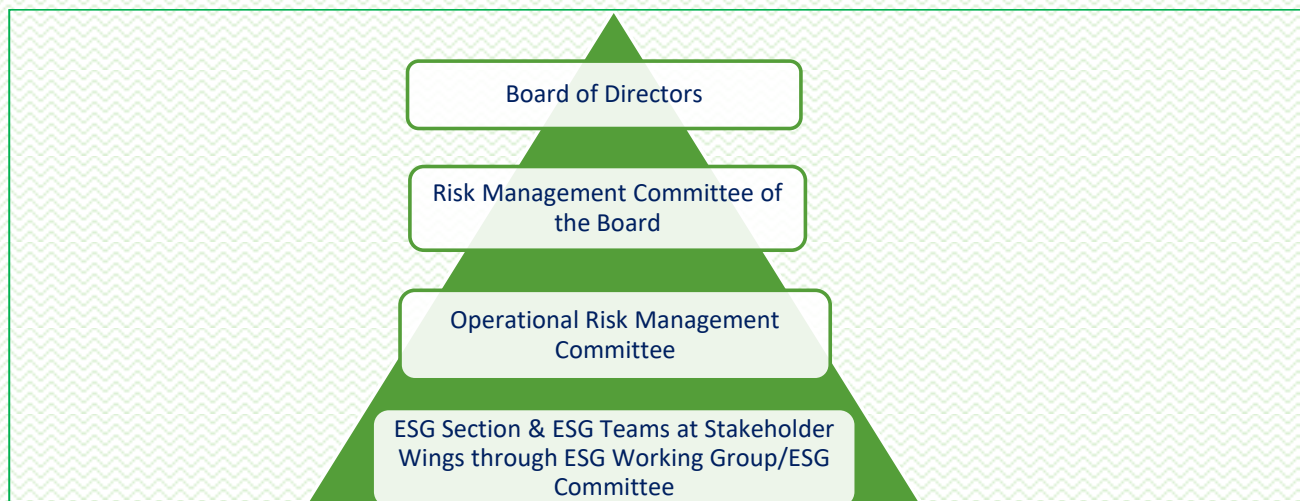 Board of Directors
Risk Management Committee of
the Board
Operational Risk Management
Committee
ESG Section & ESG Teams at Stakeholder
Wings through ESG Working Group/ESG
Committee